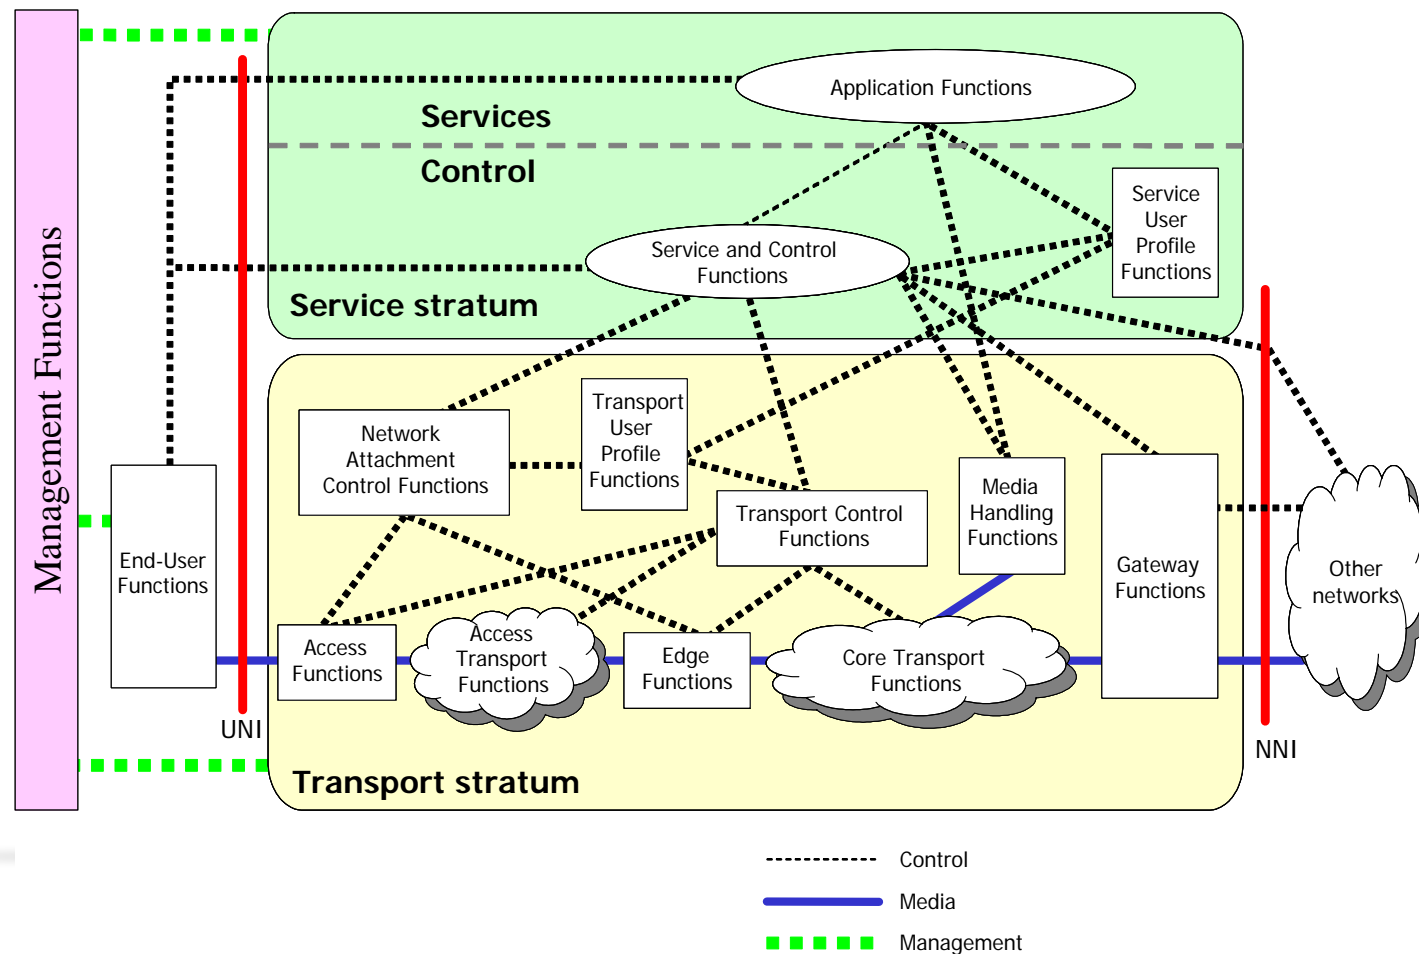 Management Functions
Application Functions
Services
Control
Service
User
Profile
Functions
Service and Control
Functions
Service stratum
Network
Attachment
Control Functions
Transport
User
Profile
Functions
Transport Control
Functions
Media
Handling
Functions
Gateway
Functions
End-User
Functions
Other
networks
Access
Functions
Access
Transport
Functions
Edge
Functions
Core Transport
Functions
UNI
NNI
Transport stratum
Control
Media
Management